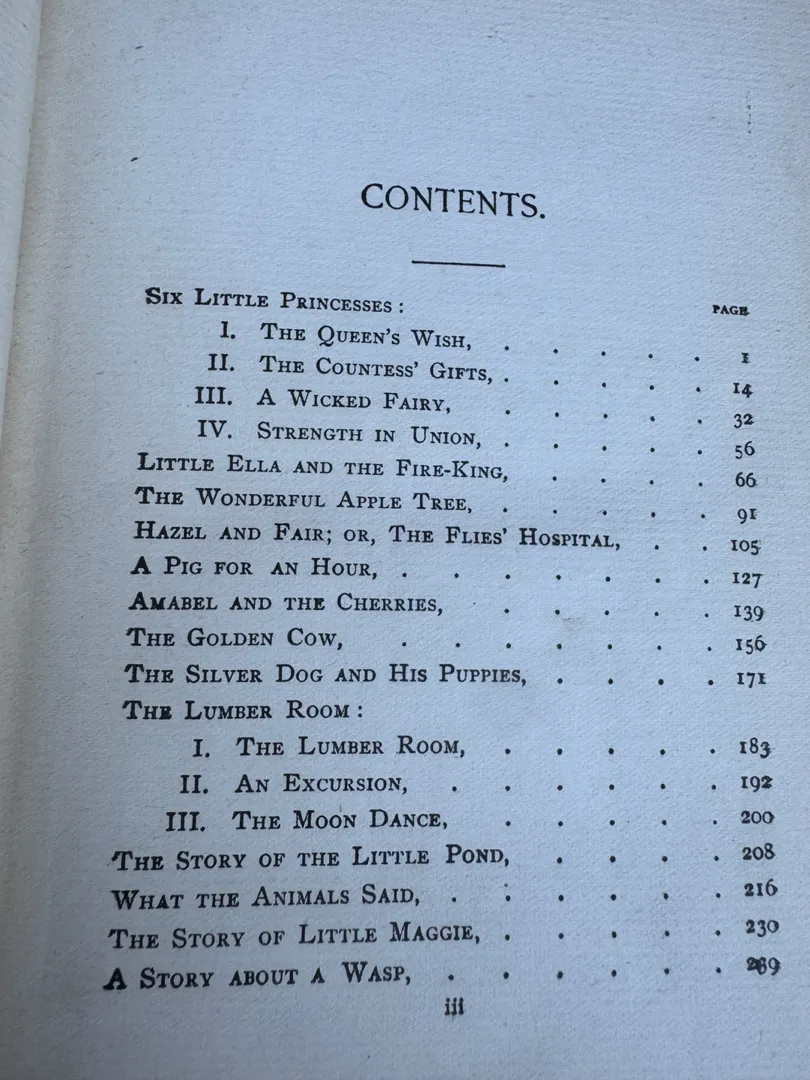 CONTENTS.
SIX LITTLE PRINCESSES : PAGE
I. THE QUEEN'S WISH, . . . . . 1
II. THE COUNTESS' GIFTS, . . . . . 14
III. A WICKED FAIRY, . . . . . 32
IV. STRENGTH IN UNION, . . . . . 56
LITTLE ELLA AND THE FIRE-KING, . . . . 66
THE WONDERFUL APPLE TREE, . . . . . 91
HAZEL AND FAIR; OR, THE FLIES' HOSPITAL, . . 105
A PIG FOR AN HOUR, . . . . . . . 127
AMABEL AND THE CHERRIES, . . . . . 139
THE GOLDEN COW, . . . . . . . 156
THE SILVER DOG AND HIS PUPPIES, . . . . 171
THE LUMBER ROOM :
I. THE LUMBER ROOM, . . . . . 183
II. AN EXCURSION, . . . . . . 192
III. THE MOON DANCE, . . . . . 200
THE STORY OF THE LITTLE POND, . . . . 208
WHAT THE ANIMALS SAID, . . . . . . 216
THE STORY OF LITTLE MAGGIE, . . . . . 230
A STORY ABOUT A WASP, . . . . . .
iii